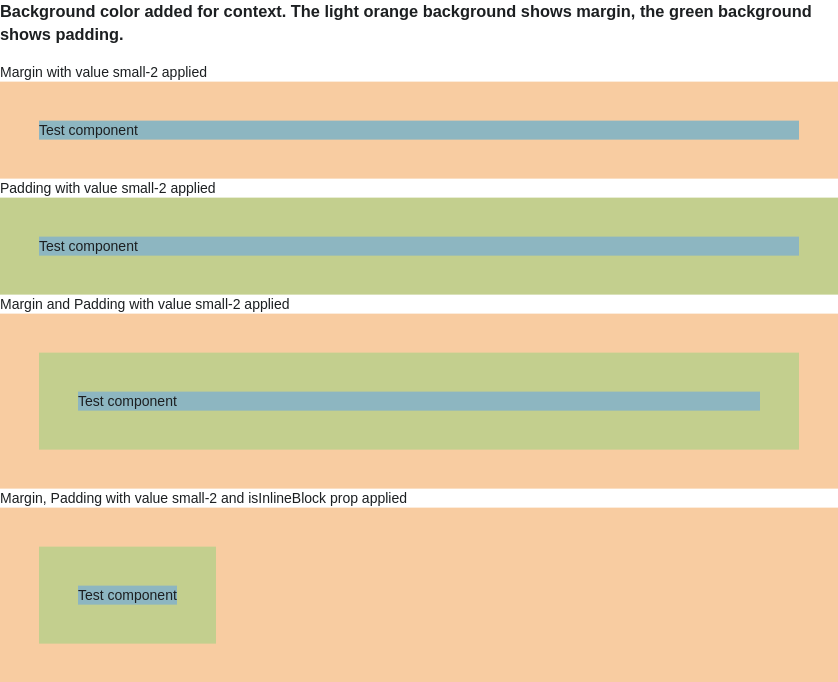 Background color added for context. The light orange background shows margin, the green background
shows padding.
Margin with value small-2 applied
Test component
Padding with value small-2 applied
Test component
Margin and Padding with value small-2 applied
Test component
Margin, Padding with value small-2 and isInlineBlock prop applied
Test component